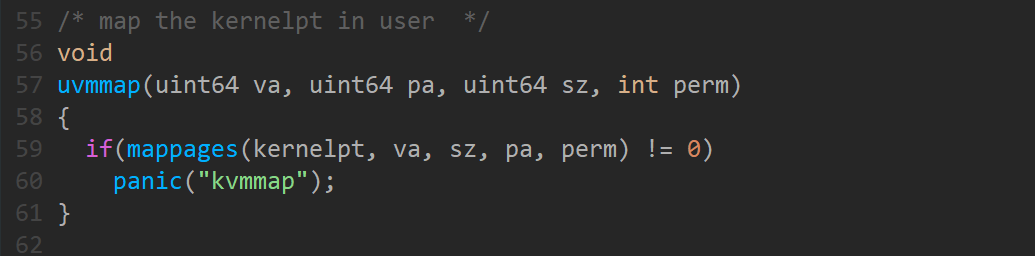 55 /* map the kernelpt in user  */
56 void
57 uvmmap(uint64 va, uint64 pa, uint64 sz, int perm)
58 {
59   if(mappages(kernelpt, va, sz, pa, perm) != 0)
60     panic("kvmmap");
61 }
62